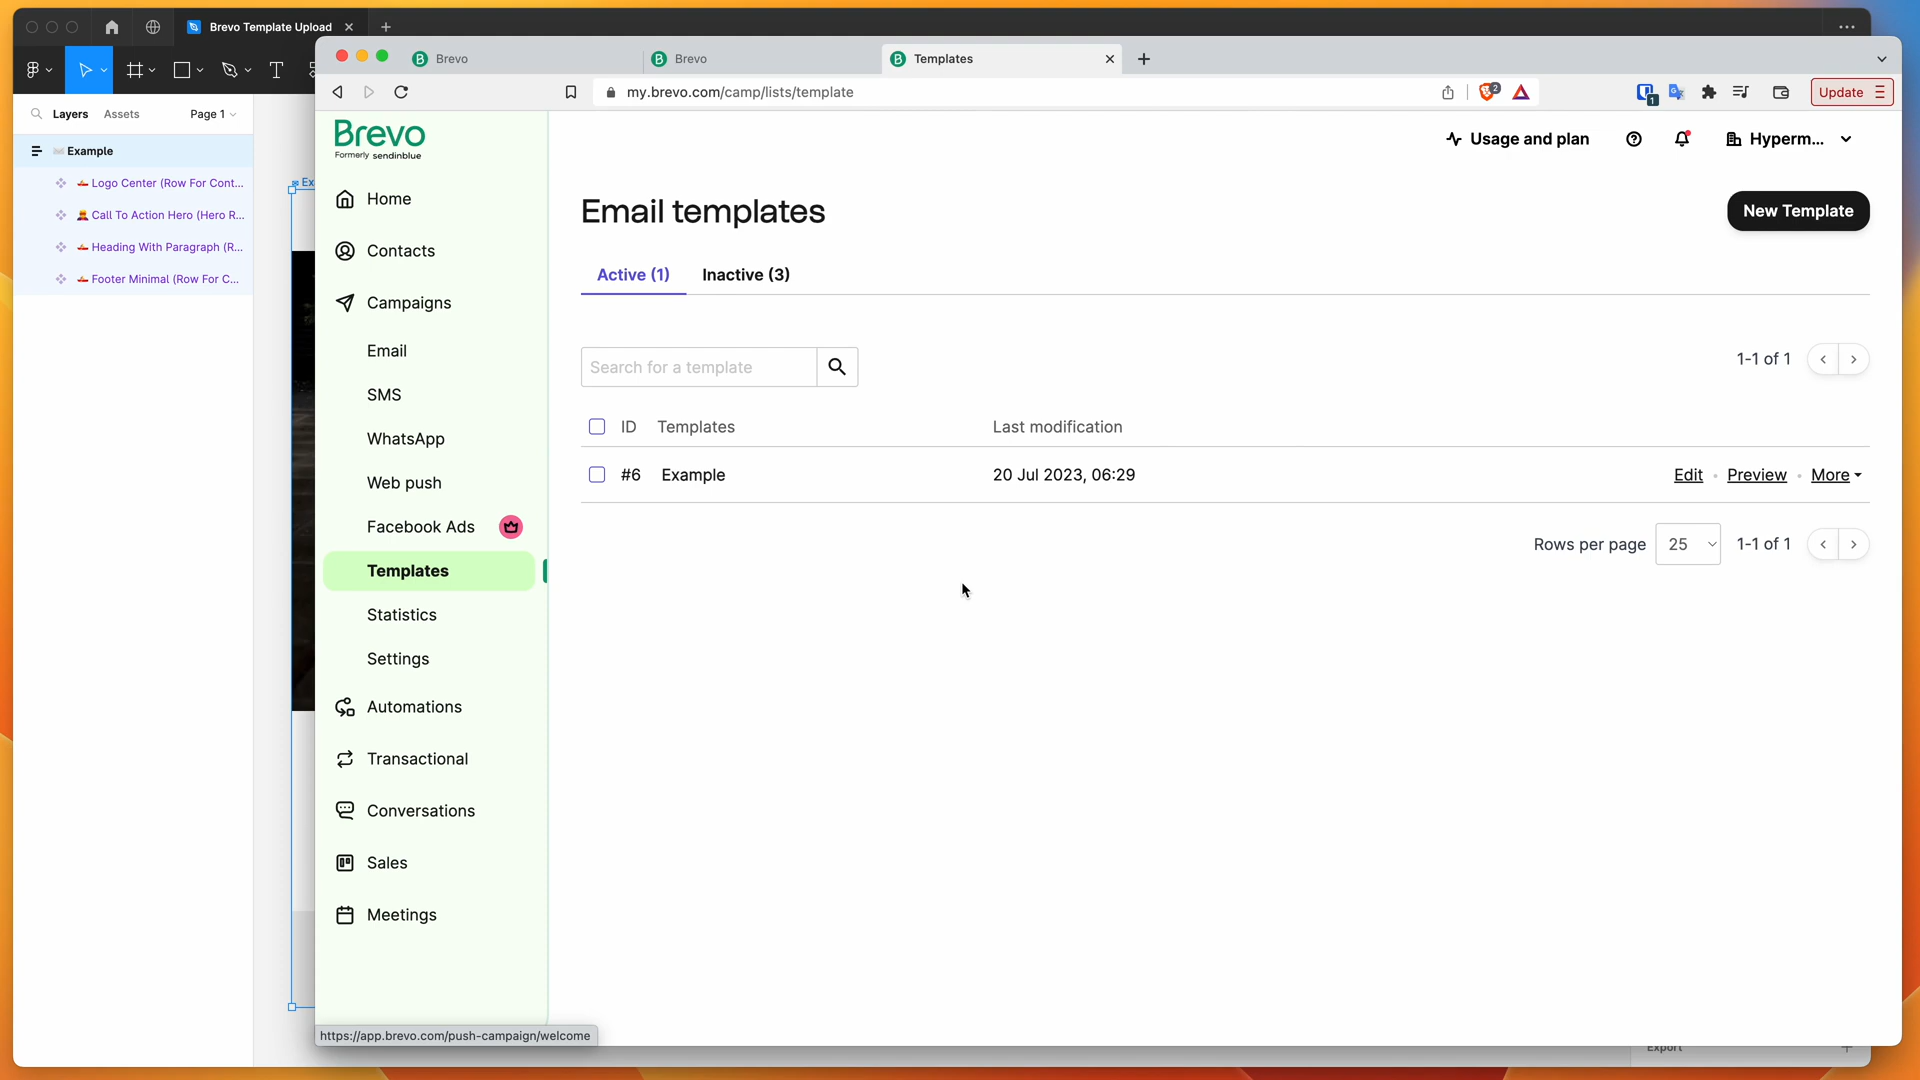 Brevo Template Upload
Layers
Assets
Page 1
Example
Logo Center (Row For Cont...
Call To Action Hero (Hero R...
Heading With Paragraph (R...
Footer Minimal (Row For C...
Ex
Brevo
Brevo
Templates
my.brevo.com/camp/lists/template
1
2
Update
Brevo
Formerly sendinblue
Usage and plan
Hyperm...
Home
Contacts
Campaigns
Email
SMS
WhatsApp
Web push
Facebook Ads
Templates
Statistics
Settings
Automations
Transactional
Conversations
Sales
Meetings
Email templates
New Template
Active (1)
Inactive (3)
Search for a template
1-1 of 1
ID Templates Last modification
#6 Example 20 Jul 2023, 06:29 Edit Preview More
Rows per page 25 1-1 of 1
https://app.brevo.com/push-campaign/welcome
Export